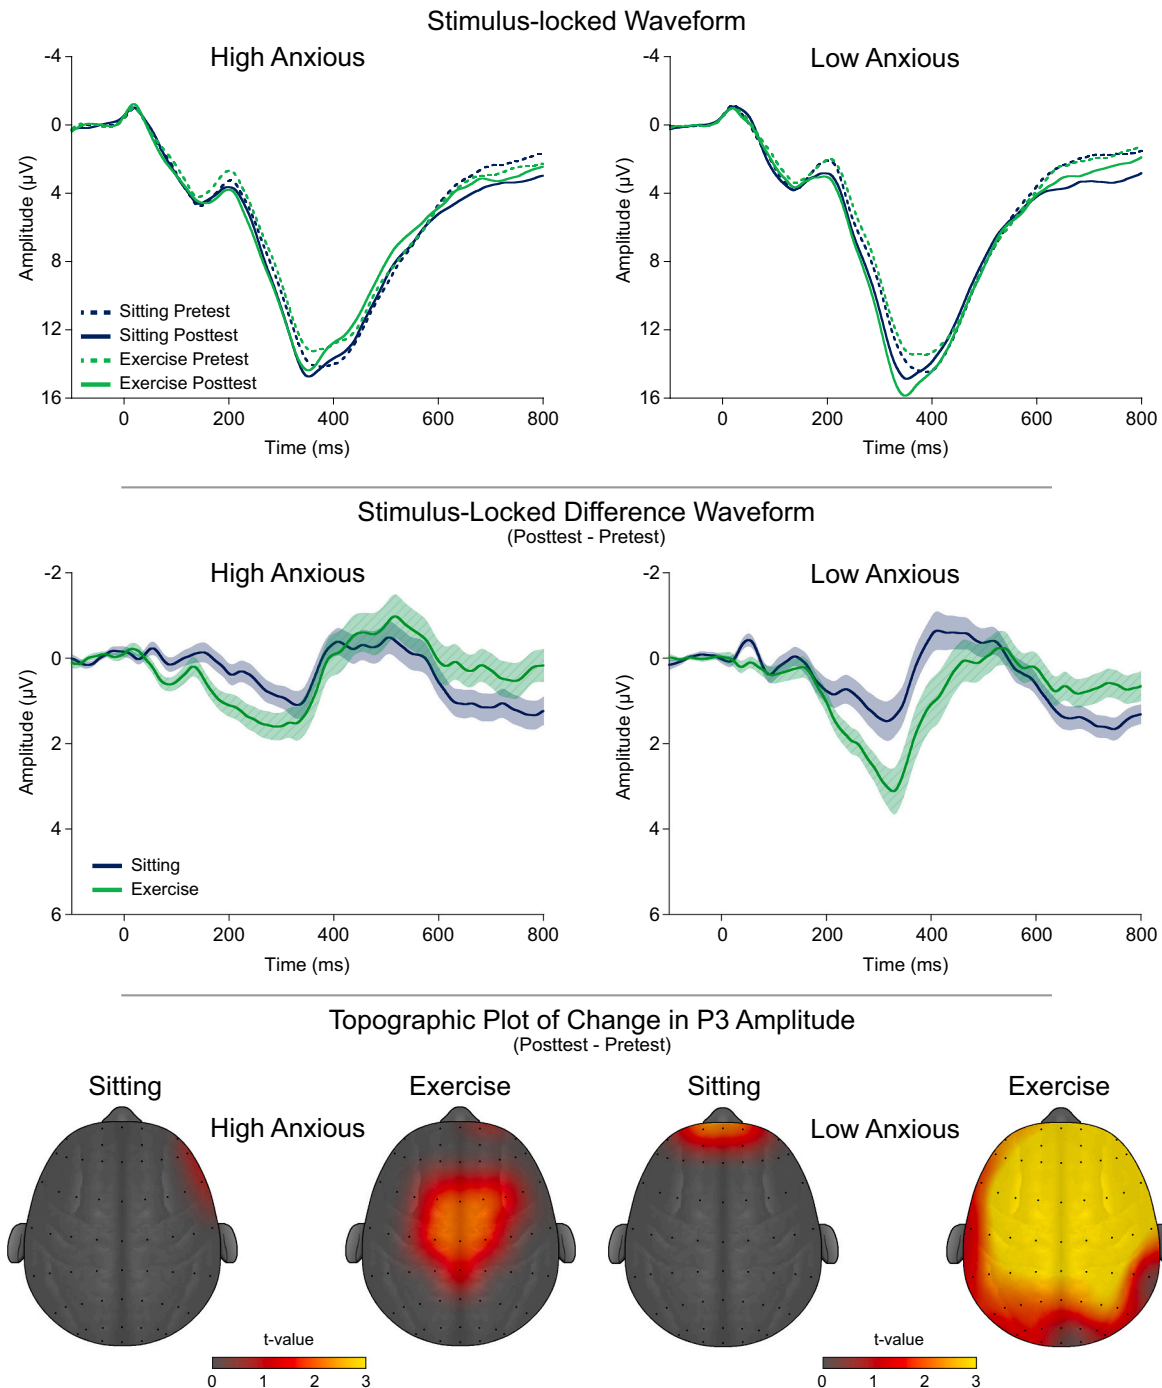 Stimulus-locked Waveform
High Anxious
Low Anxious
-4
0
4
8
12
16
Amplitude (µV)
Sitting Pretest
Sitting Posttest
Exercise Pretest
Exercise Posttest
0 200 400 600 800
Time (ms)
-4
0
4
8
12
16
Amplitude (µV)
0 200 400 600 800
Time (ms)
Stimulus-Locked Difference Waveform
(Posttest - Pretest)
High Anxious
Low Anxious
-2
0
2
4
6
Amplitude (µV)
Sitting
Exercise
0 200 400 600 800
Time (ms)
-2
0
2
4
6
Amplitude (µV)
0 200 400 600 800
Time (ms)
Topographic Plot of Change in P3 Amplitude
(Posttest - Pretest)
Sitting
Exercise
Sitting
Exercise
High Anxious
Low Anxious
t-value
0 1 2 3
t-value
0 1 2 3